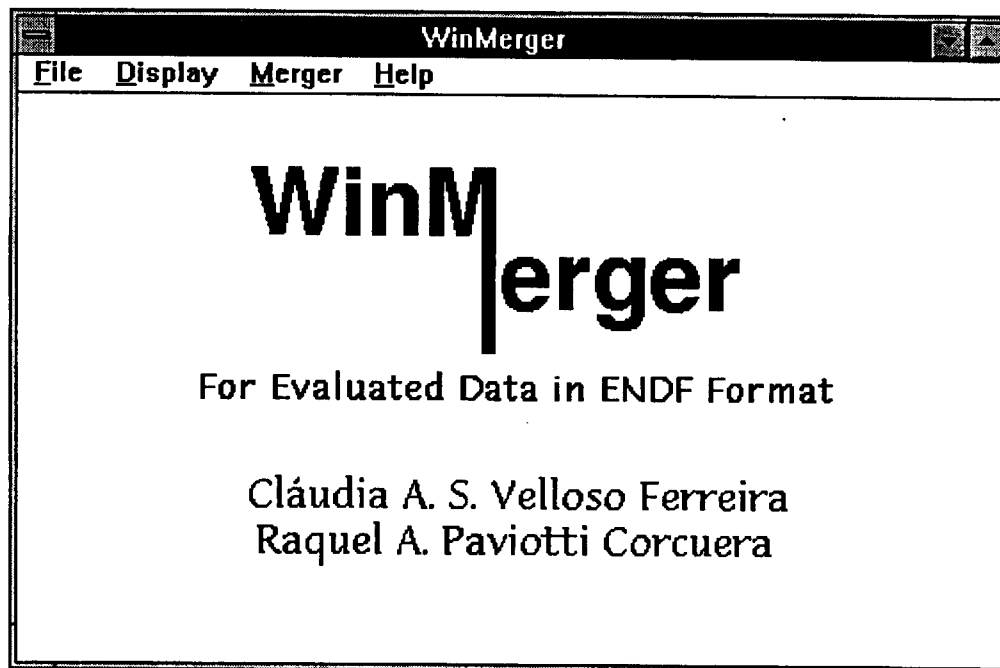 WinMerger
File Display Merger Help
WinMerger
For Evaluated Data in ENDF Format
Cláudia A. S. Velloso Ferreira
Raquel A. Paviotti Corcuera